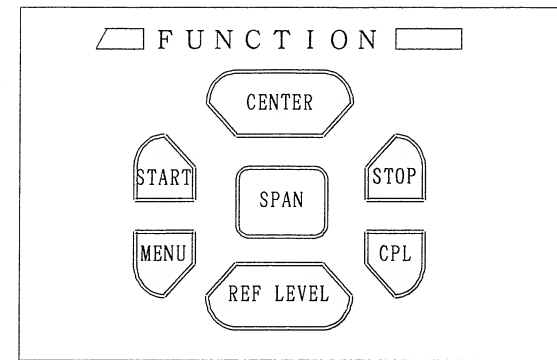 FUNCTION
CENTER
START
STOP
SPAN
MENU
CPL
REF LEVEL